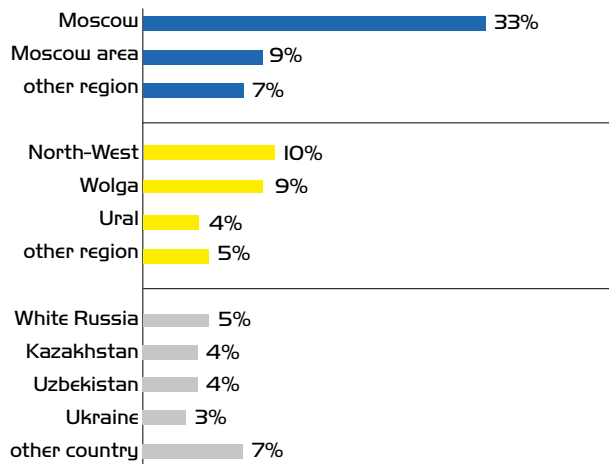 Moscow 33%
Moscow area 9%
other region 7%
North-West 10%
Wolga 9%
Ural 4%
other region 5%
White Russia 5%
Kazakhstan 4%
Uzbekistan 4%
Ukraine 3%
other country 7%